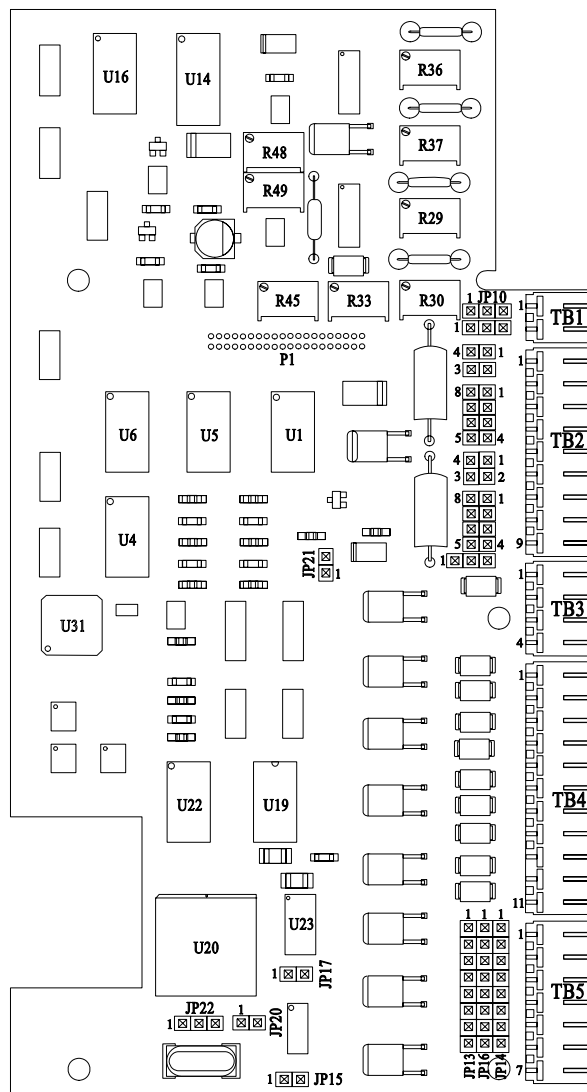 U16
U14
R36
R48
R37
R49
R29
R45
R33
R30
1 JP10
1
1
TB1
P1
4 1
3
1
8 1
U6
U5
U1
5 4
TB2
4 1
3 2
8 1
U4
5 4
9
JP21
1
1
1
TB3
U31
4
1
U22
U19
TB4
11
1 1 1
1
U23
U20
JP17
1
TB5
JP22
1
1
JP20
JP13
JP16
JP14
7
1
JP15